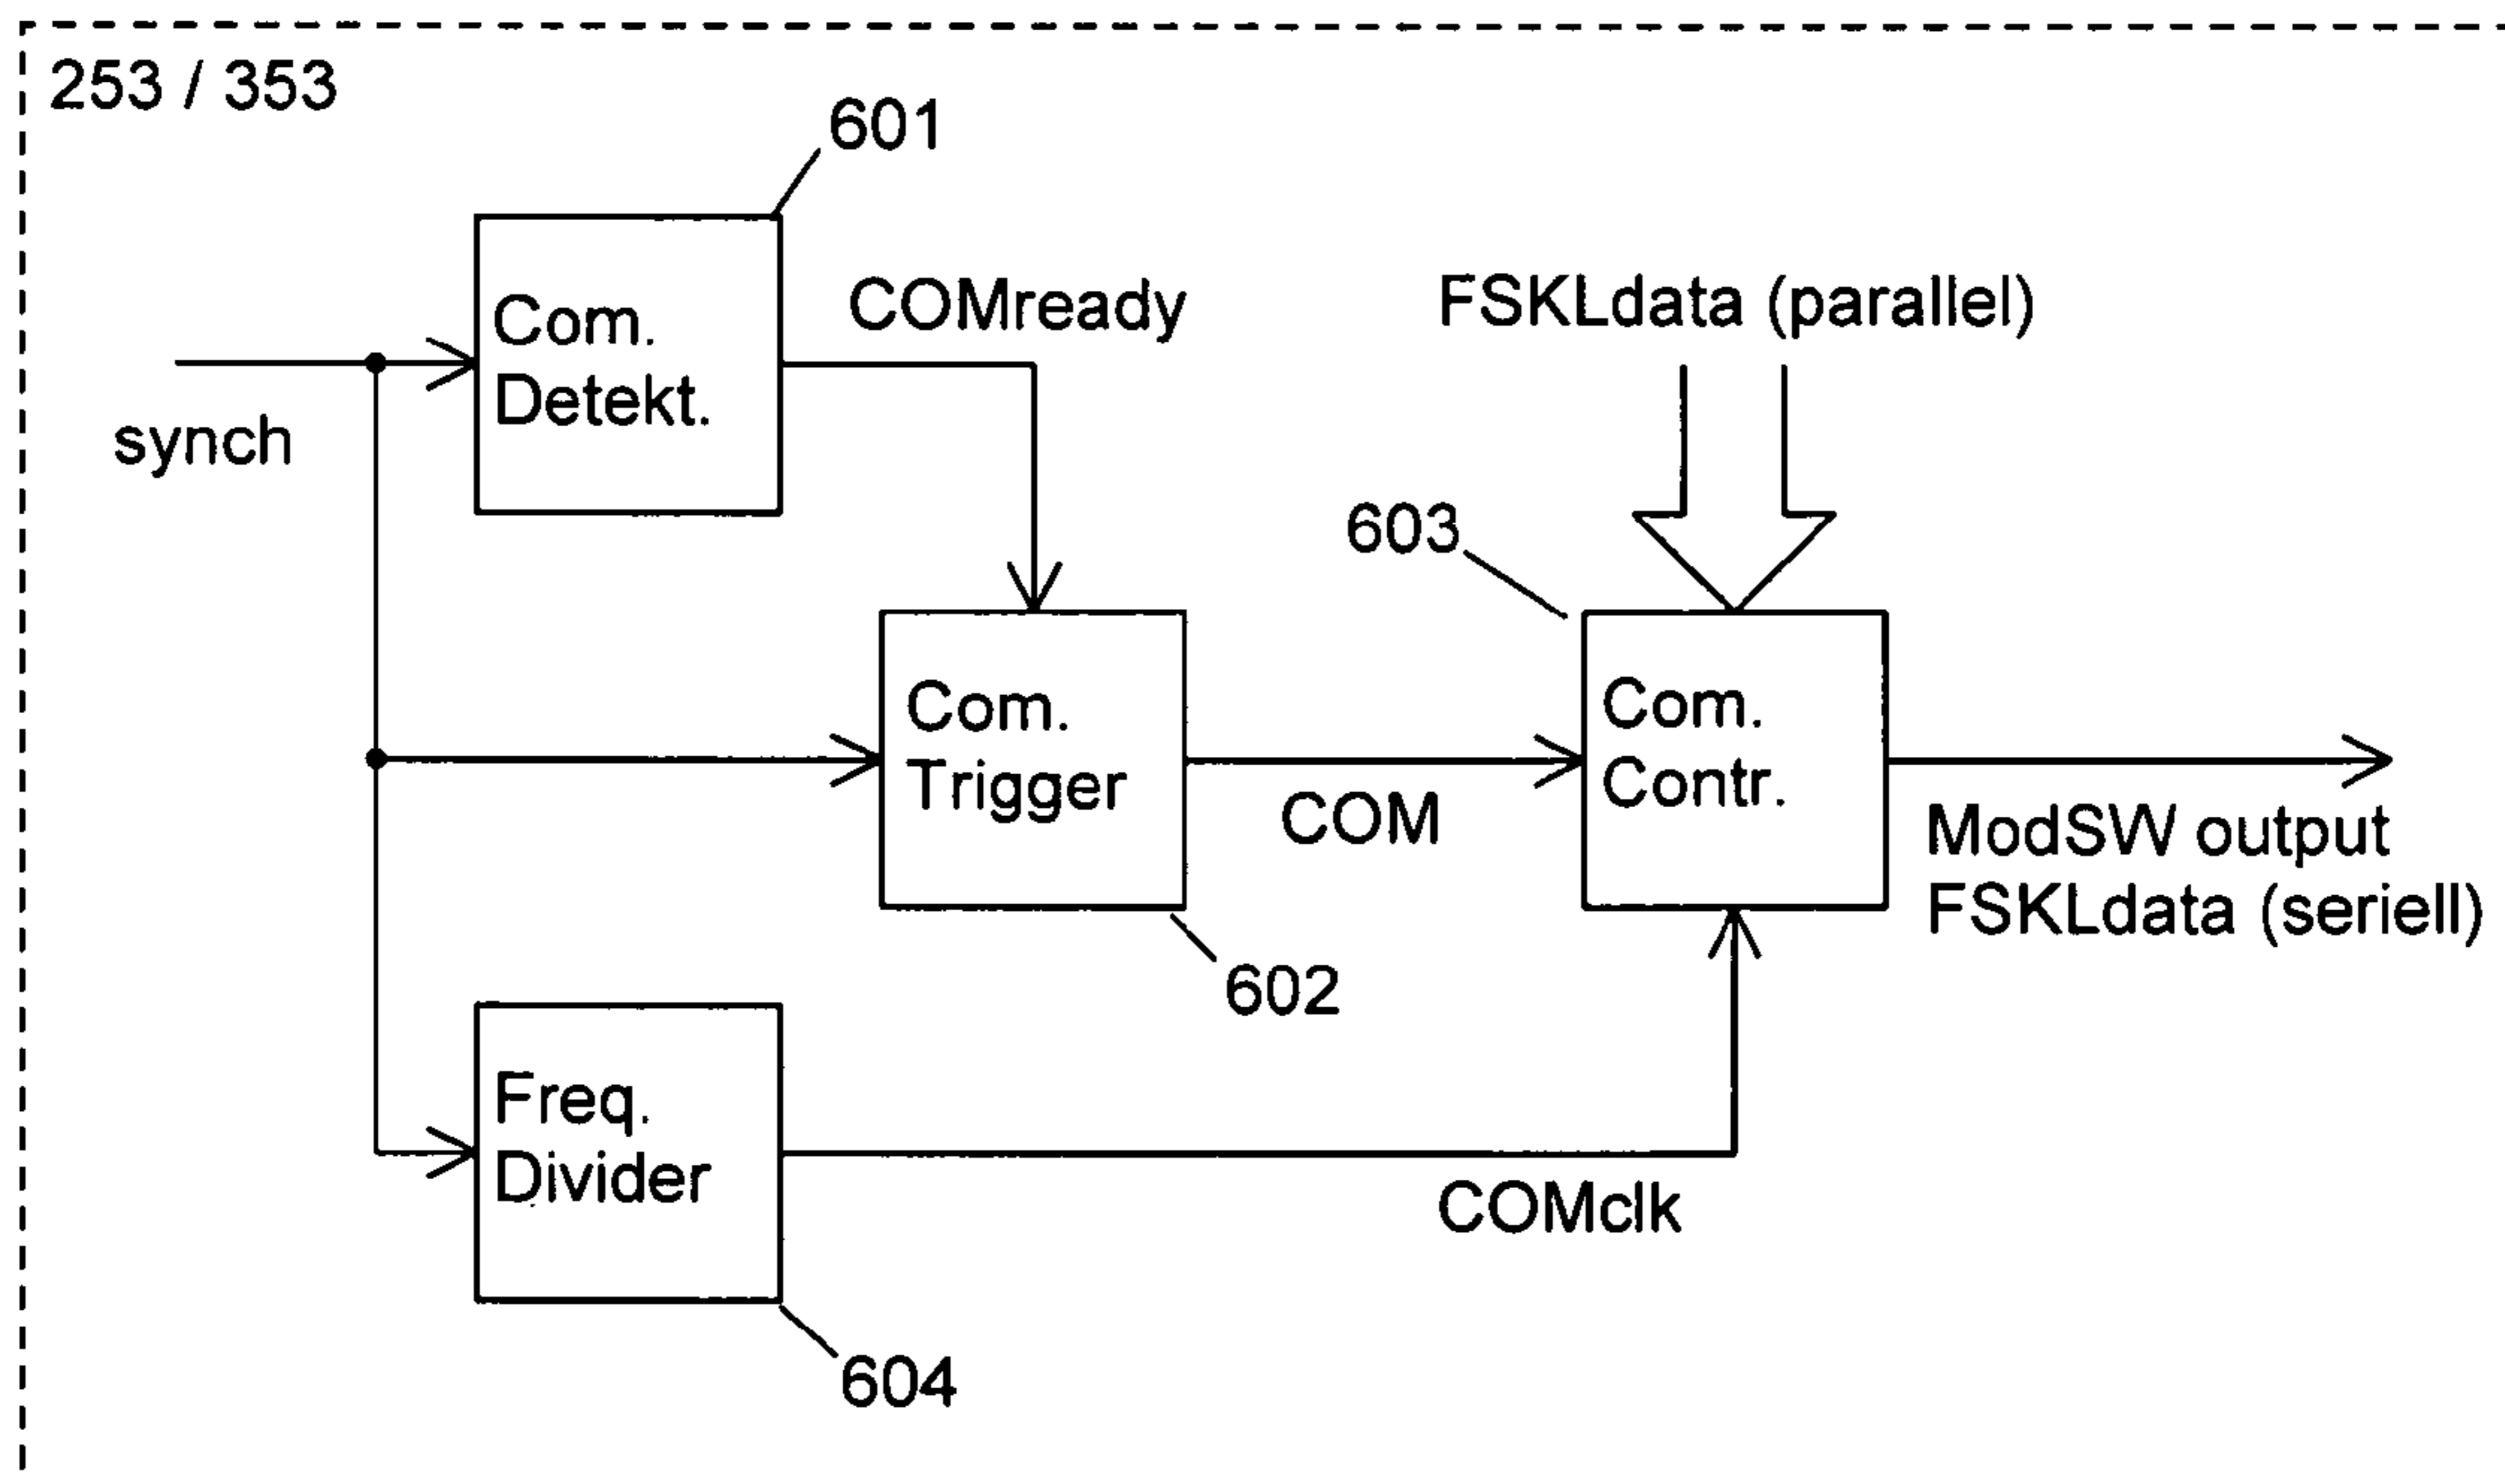 253 / 353
601
Com.
Detekt.
COMready
FSKLdata (parallel)
synch
603
Com.
Trigger
COM
Com.
Contr.
ModSW output
FSKLdata (seriell)
602
Freq.
Divider
COMclk
604